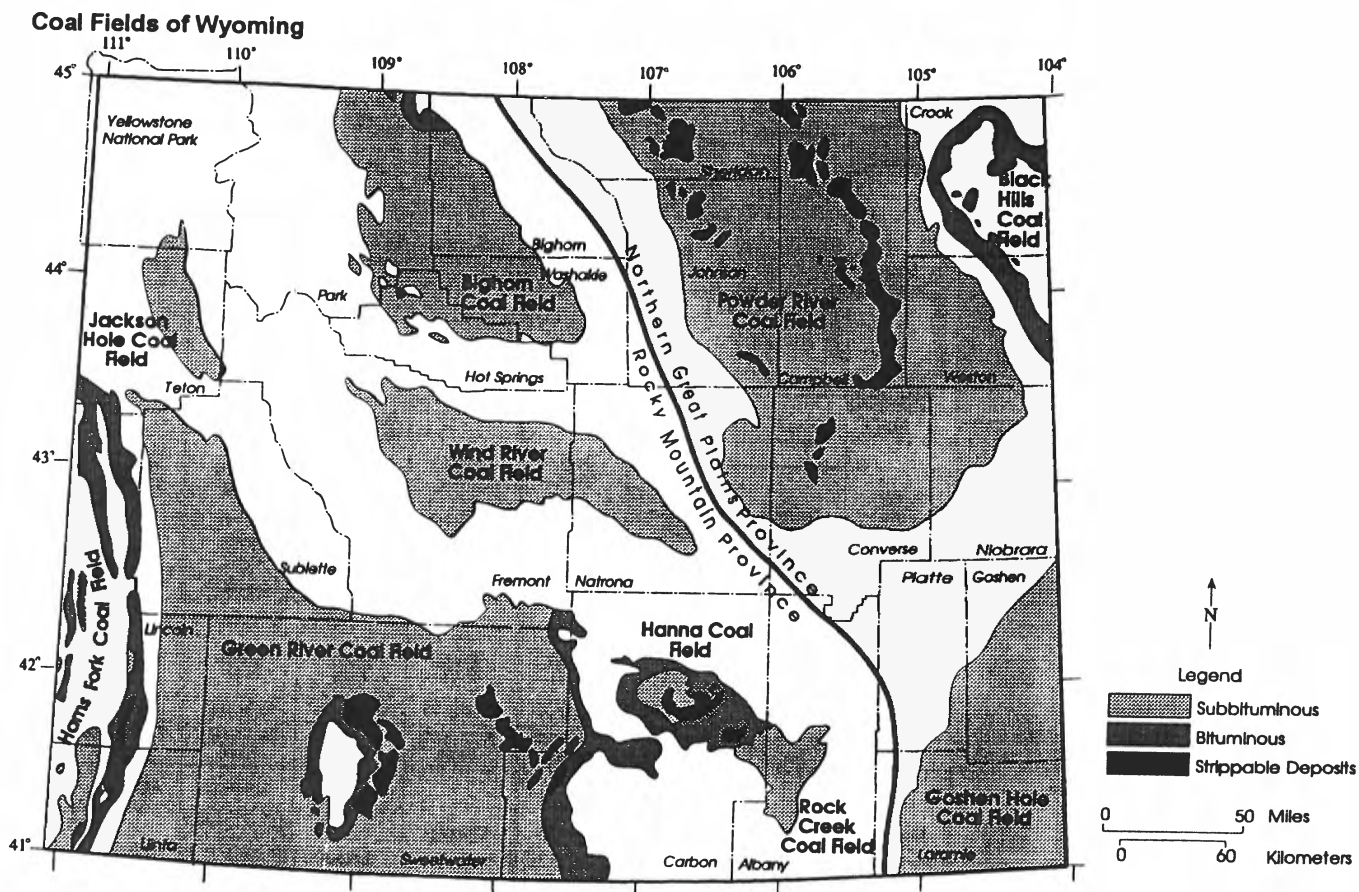 Coal Fields of Wyoming
111°
110°
109°
108°
107°
106°
105°
104°
45°
44°
43°
42°
41°
Yellowstone
National Park
Crook
Sheridan
Black
Hills
Coal
Field
Bighorn
Washakie
Johnson
Park
Bighorn
Coal Field
Powder River
Coal Field
Jackson
Hole Coal
Field
Teton
Hot Springs
Campbell
Weston
Northern Great Plains Province
Rocky Mountain Province
Wind River
Coal Field
Sublette
Fremont
Natrona
Converse
Niobrara
Platte
Goshen
Hams Fork Coal Field
Lincoln
Green River Coal Field
Hanna Coal
Field
Rock
Creek
Coal Field
Goshen Hole
Coal Field
Uinta
Sweetwater
Carbon
Albany
Laramie
N
Legend
Subbituminous
Bituminous
Strippable Deposits
0 50 Miles
0 60 Kilometers